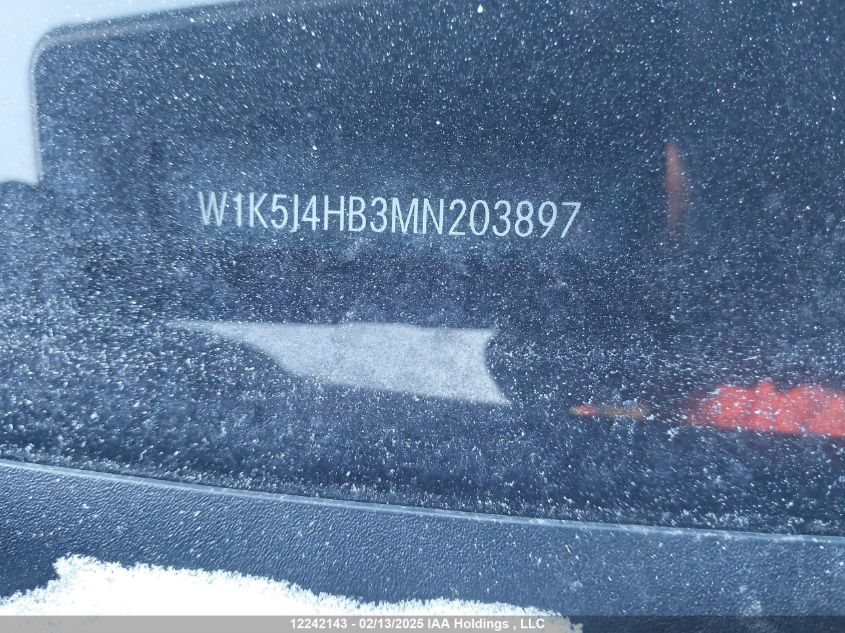 W1K5J4HB3MN203897
12242143 - 02/13/2025 IAA Holdings , LLC